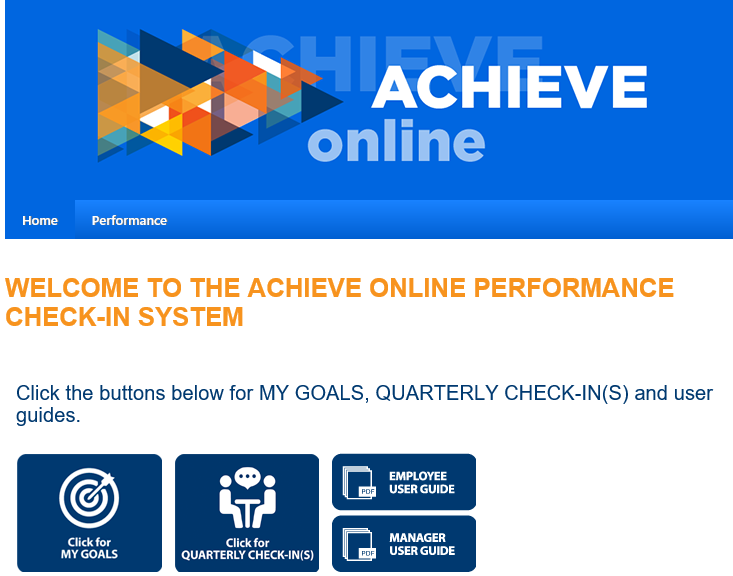 ACHIEVE
ACHIEVE
online
Home Performance
WELCOME TO THE ACHIEVE ONLINE PERFORMANCE
CHECK-IN SYSTEM
Click the buttons below for MY GOALS, QUARTERLY CHECK-IN(S) and user
guides.
Click for
MY GOALS
Click for
QUARTERLY CHECK-IN(S)
PDF
EMPLOYEE
USER GUIDE
PDF
MANAGER
USER GUIDE